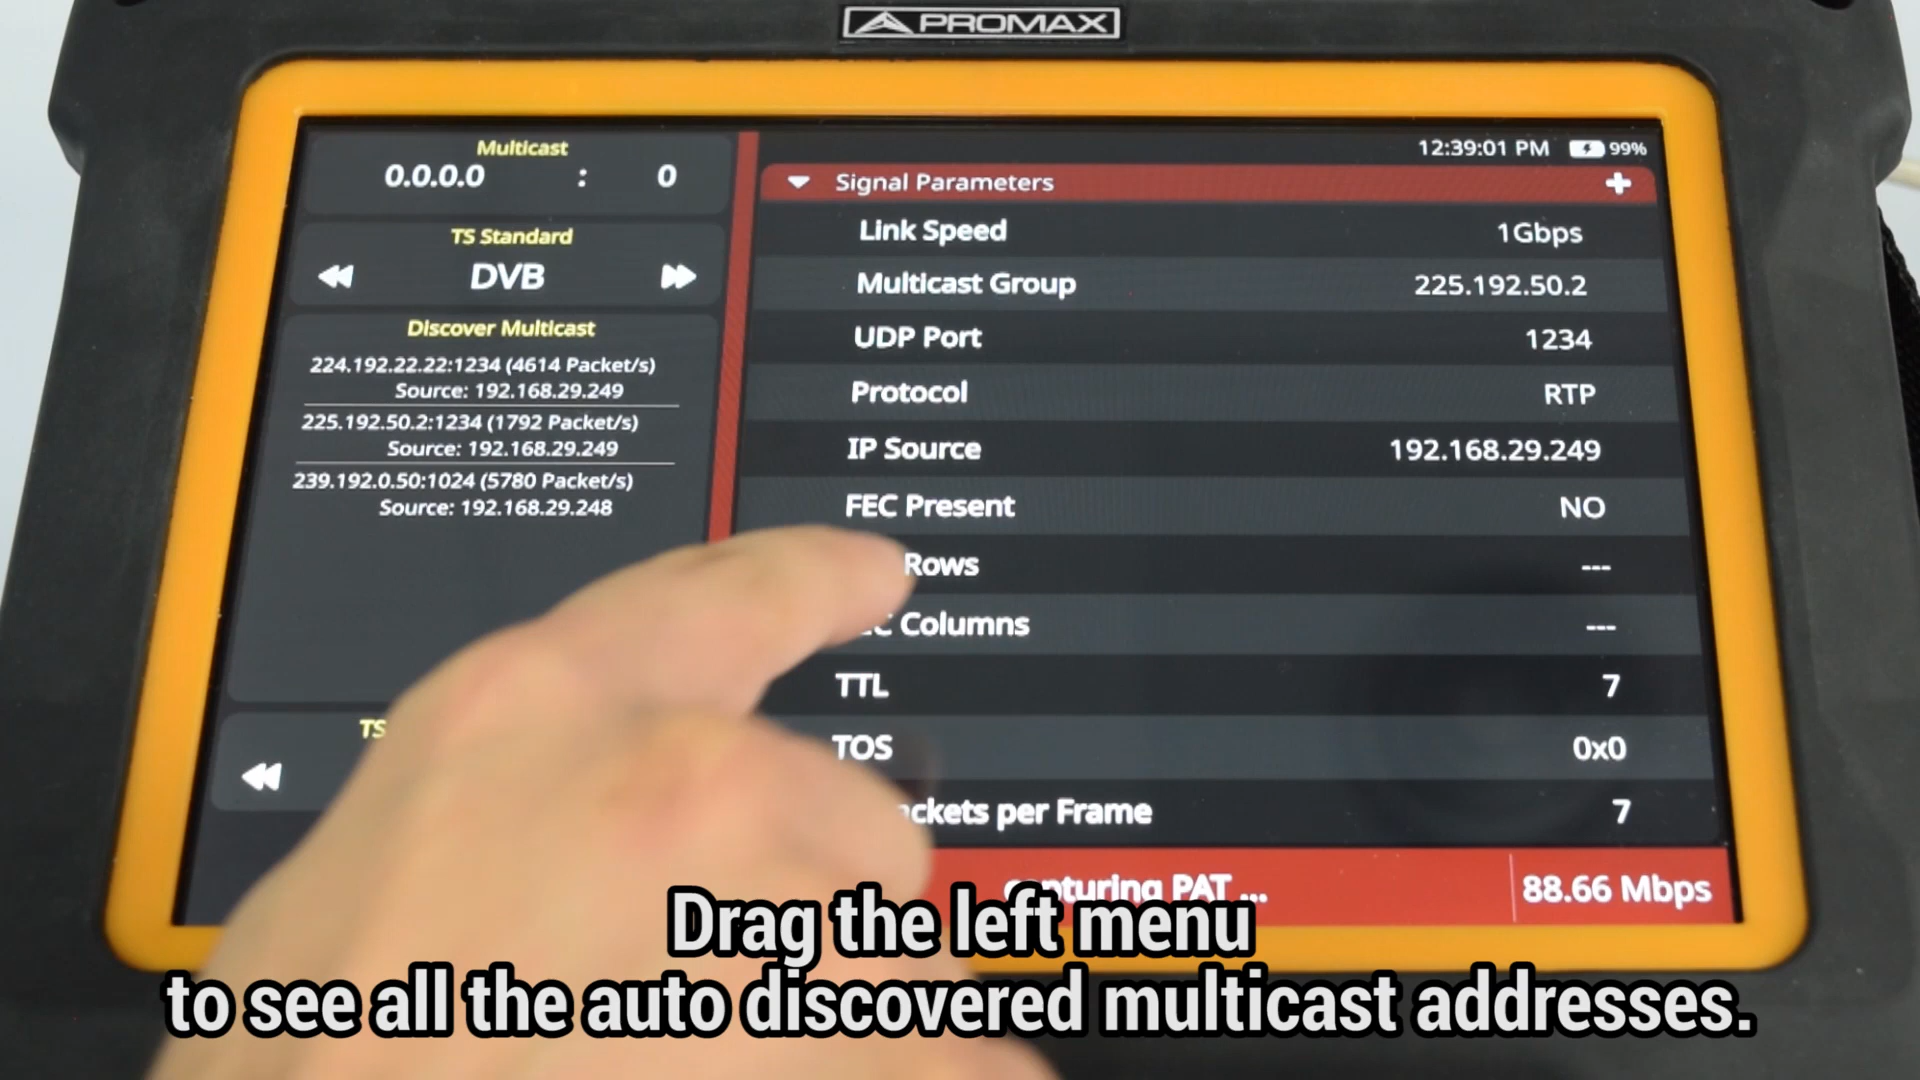 PROMAX
Multicast
0.0.0.0 : 0
TS Standard
DVB
Discover Multicast
224.192.22.22:1234 (4614 Packet/s)
Source: 192.168.29.249
225.192.50.2:1234 (1792 Packet/s)
Source: 192.168.29.249
239.192.0.50:1024 (5780 Packet/s)
Source: 192.168.29.248
TS
12:39:01 PM 99%
Signal Parameters +
Link Speed 1Gbps
Multicast Group 225.192.50.2
UDP Port 1234
Protocol RTP
IP Source 192.168.29.249
FEC Present NO
Rows ---
Columns ---
TTL 7
TOS 0x0
ckets per Frame 7
capturing PAT ... 88.66 Mbps
Drag the left menu
to see all the auto discovered multicast addresses.